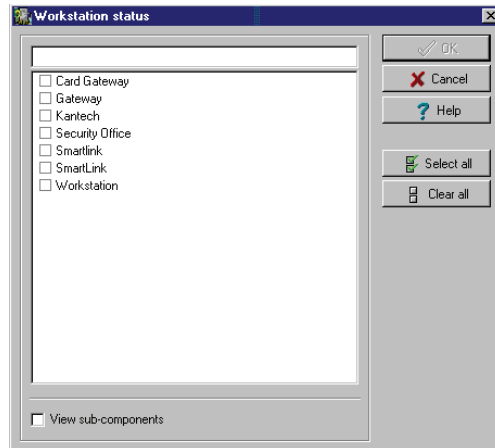 Workstation status
Card Gateway
Gateway
Kantech
Security Office
Smartlink
SmartLink
Workstation
View sub-components
OK
Cancel
Help
Select all
Clear all